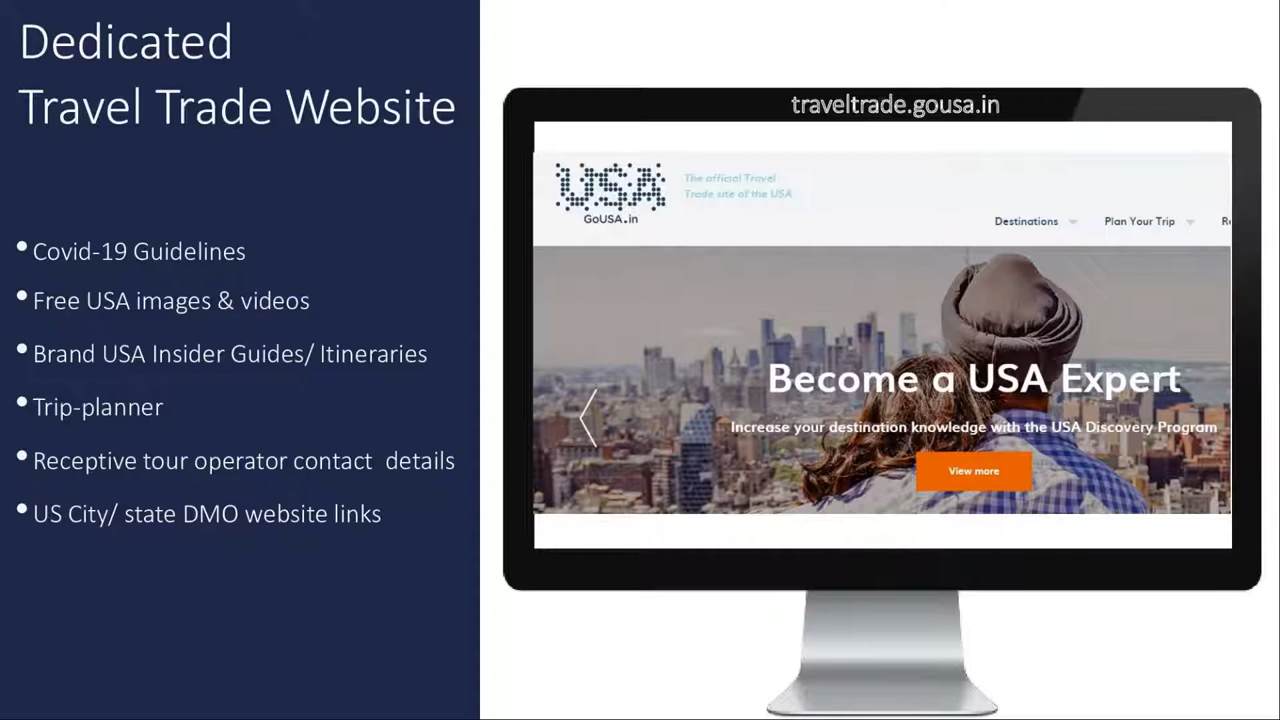 Dedicated
Travel Trade Website
• Covid-19 Guidelines
• Free USA images & videos
• Brand USA Insider Guides/ Itineraries
• Trip-planner
• Receptive tour operator contact  details
• US City/ state DMO website links
traveltrade.gousa.in
USA
GoUSA.in
The official Travel
Trade site of the USA
Destinations
Plan Your Trip
Become a USA Expert
Increase your destination knowledge with the USA Discovery Program
View more